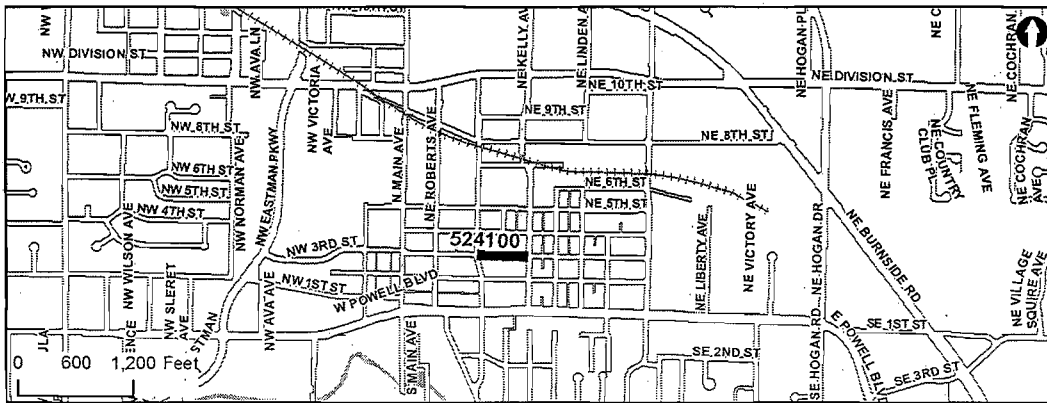 NW DIVISION ST
NW AVA LN
NW VICTORIA
AVE
NE KELLY AV
NE LINDEN A
NE HOGAN PL
NE C
NE COCHRAN
NE 10TH ST
NE DIVISION ST
W 9TH ST
NE 9TH ST
NW 8TH ST
NE 8TH ST
NW 6TH ST
NW 5TH ST
NW 4TH ST
NW NORMAN AVE
NW EASTMAN PKWY
N MAIN AVE
NE ROBERTS AVE
NE 6TH ST
NE 5TH ST
NE FRANCIS AVE
NE COUNTRY
CLUB PL
NE FLEMING AVE
NE COCHRAN
AVE
NW WILSON AVE
NW 3RD ST
524100
NE LIBERTY AVE
NE VICTORY AVE
NE HOGAN DR
NE BURNSIDE RD
NW 1ST ST
W POWELL BLVD
NW SLERET
AVE
NW AVA AVE
NE VILLAGE
SQUIRE AVE
JLA
ENCE
STMAN
S MAIN AVE
SE 2ND ST
SE HOGAN RD
E POWELL BLV
SE 1ST ST
SE 3RD ST
0 600 1,200 Feet